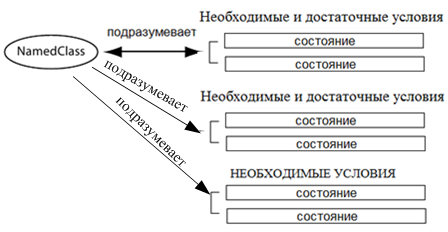 Необходимые и достаточные условия
подразумевает
состояние
NamedClass
состояние
подразумевает
Необходимые и достаточные условия
состояние
подразумевает
состояние
НЕОБХОДИМЫЕ УСЛОВИЯ
состояние
состояние